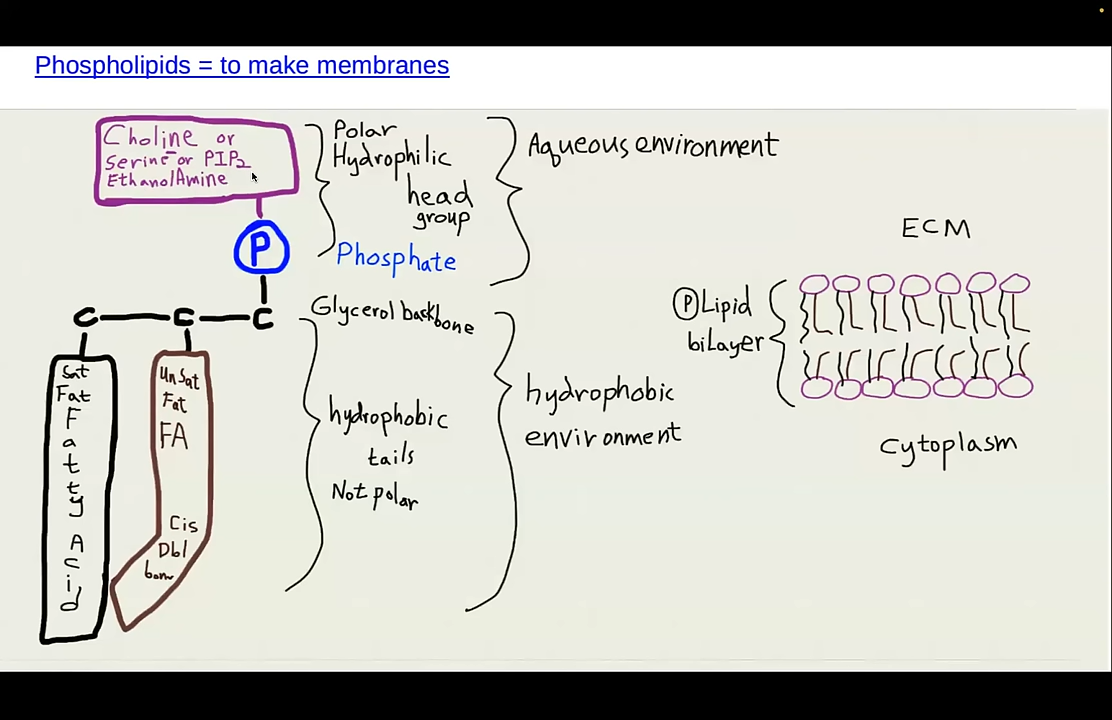 Phospholipids = to make membranes
Choline or
Serine or PIP2
EthanolAmine
P
Polar
Hydrophilic
head
group
Phosphate
Aqueous environment
C C C
Glycerol backbone
Sat
Fat
F
a
t
t
y
A
c
i
d
UnSat
Fat
FA
Cis
Dbl
hydrophobic
tails
Not polar
hydrophobic
environment
ECM
P Lipid
bilayer
Cytoplasm